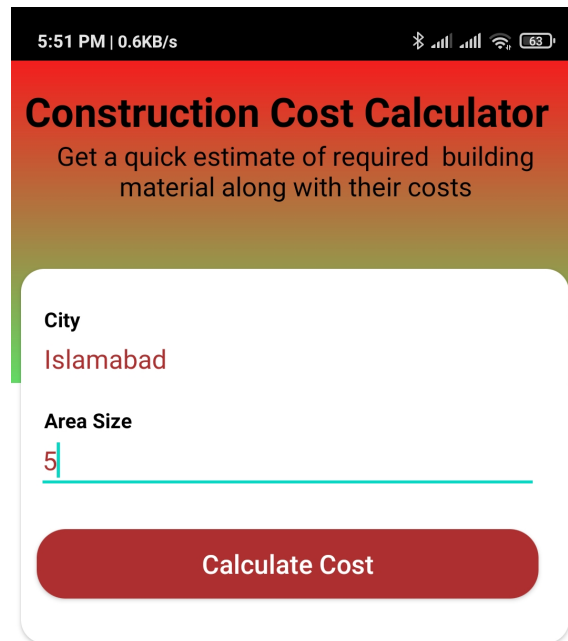 5:51 PM | 0.6KB/s
63
Construction Cost Calculator
Get a quick estimate of required  building
material along with their costs
City
Islamabad
Area Size
5
Calculate Cost